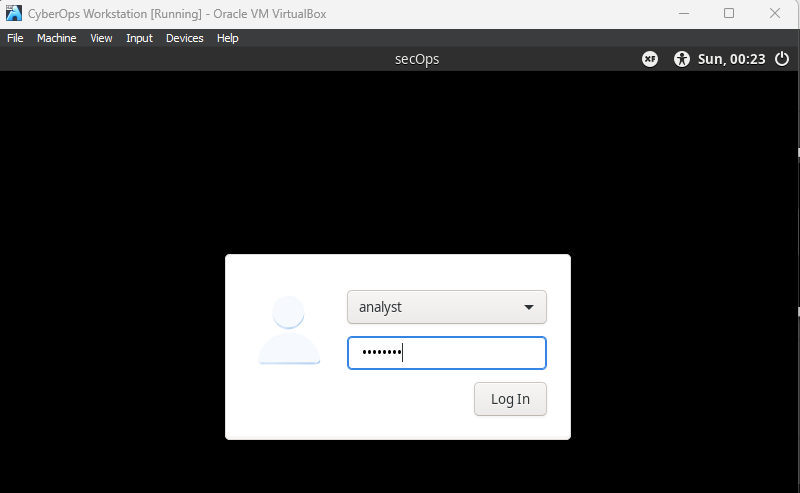 CyberOps Workstation [Running] - Oracle VM VirtualBox
File Machine View Input Devices Help
secOps
XF
Sun, 00:23
analyst
••••••••
Log In